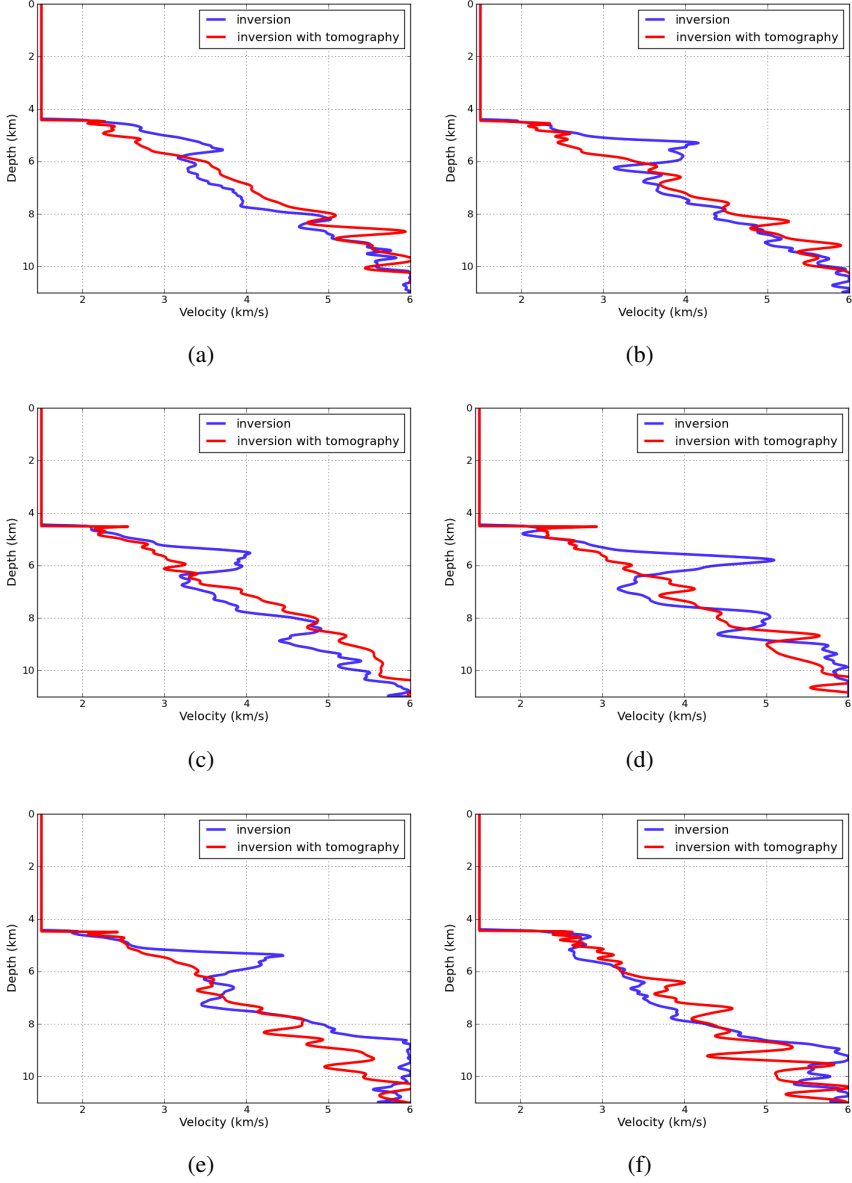 0
2
4
6
8
10
Depth (km)
inversion
inversion with tomography
2 3 4 5 6
Velocity (km/s)
(a)
0
2
4
6
8
10
Depth (km)
inversion
inversion with tomography
2 3 4 5 6
Velocity (km/s)
(b)
0
2
4
6
8
10
Depth (km)
inversion
inversion with tomography
2 3 4 5 6
Velocity (km/s)
(c)
0
2
4
6
8
10
Depth (km)
inversion
inversion with tomography
2 3 4 5 6
Velocity (km/s)
(d)
0
2
4
6
8
10
Depth (km)
inversion
inversion with tomography
2 3 4 5 6
Velocity (km/s)
(e)
0
2
4
6
8
10
Depth (km)
inversion
inversion with tomography
2 3 4 5 6
Velocity (km/s)
(f)